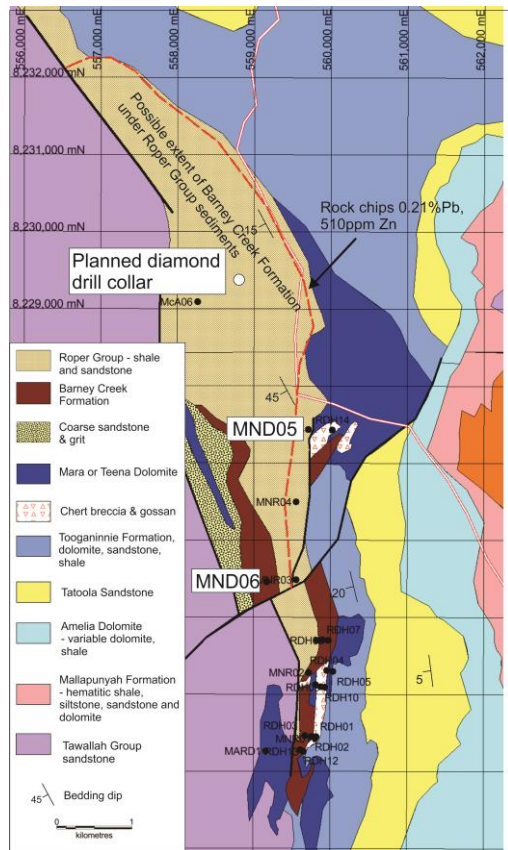 556,000 mE
557,000 mE
558,000 mE
559,000 mE
560,000 mE
561,000 mE
562,000 mE
8,232,000 mN
8,231,000 mN
8,230,000 mN
8,229,000 mN
Possible extent of Barney Creek Formation
under Roper Group sediments
15
Rock chips 0.21%Pb,
510ppm Zn
Planned diamond
drill collar
McA06
45
MND05
RDH14
MNR04
MND06
20
RDH07
RDH04
MNR02
RDH05
RDH10
5
RDH03
RDH01
RDH02
MARD1
RDH12
Roper Group - shale
and sandstone
Barney Creek
Formation
Coarse sandstone
& grit
Mara or Teena Dolomite
Chert breccia & gossan
Tooganinnie Formation,
dolomite, sandstone,
shale
Tatoola Sandstone
Amelia Dolomite
- variable dolomite,
shale
Mallapunyah Formation
- hematitic shale,
siltstone, sandstone and
dolomite
Tawallah Group
sandstone
45
Bedding dip
0
1
kilometres